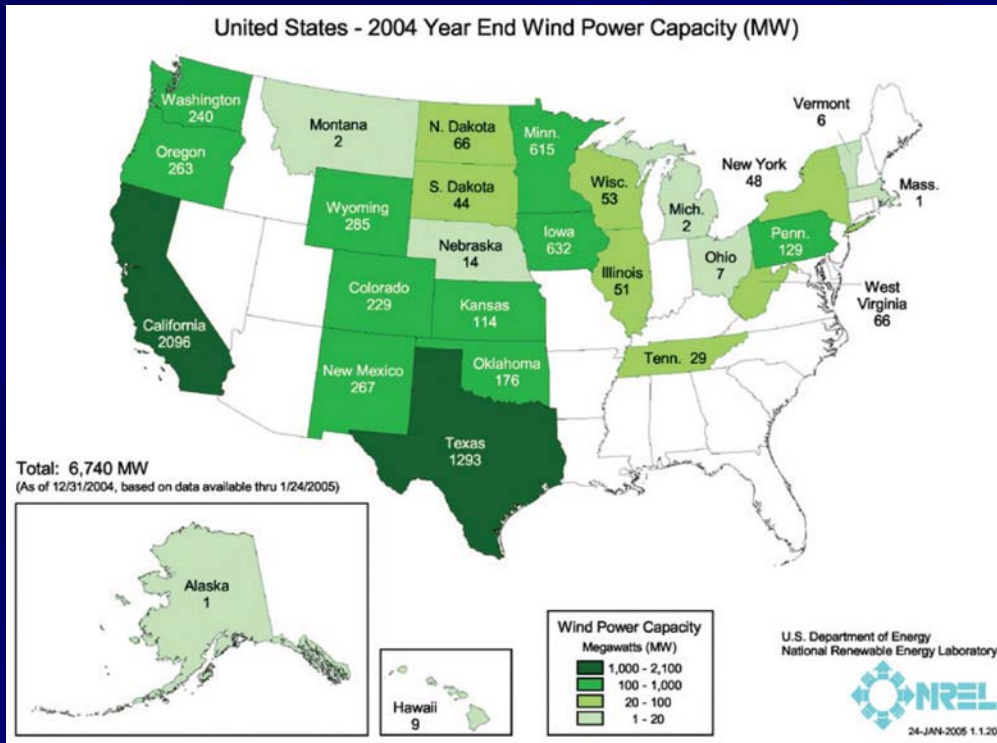 United States - 2004 Year End Wind Power Capacity (MW)
Washington
240
Oregon
263
California
2096
Montana
2
Wyoming
285
Colorado
229
New Mexico
267
N. Dakota
66
S. Dakota
44
Nebraska
14
Kansas
114
Oklahoma
176
Texas
1293
Minn.
615
Iowa
632
Wisc.
53
Illinois
51
Mich.
2
Ohio
7
Tenn. 29
Vermont
6
New York
48
Mass.
1
Penn.
129
West
Virginia
66
Total: 6,740 MW
(As of 12/31/2004, based on data available thru 1/24/2005)
Alaska
1
Hawaii
9
Wind Power Capacity
Megawatts (MW)
1,000 - 2,100
100 - 1,000
20 - 100
1 - 20
U.S. Department of Energy
National Renewable Energy Laboratory
NREL
24-JAN-2005 1.1.20